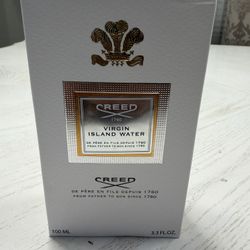 CREED
1760
VIRGIN
ISLAND WATER
DE PÈRE EN FILS DEPUIS 1760
FROM FATHER TO SON SINCE 1760
CREED
DE PÈRE EN FILS DEPUIS 1760
FROM FATHER TO SON SINCE 1760
100 ML
3.3 FL.OZ.